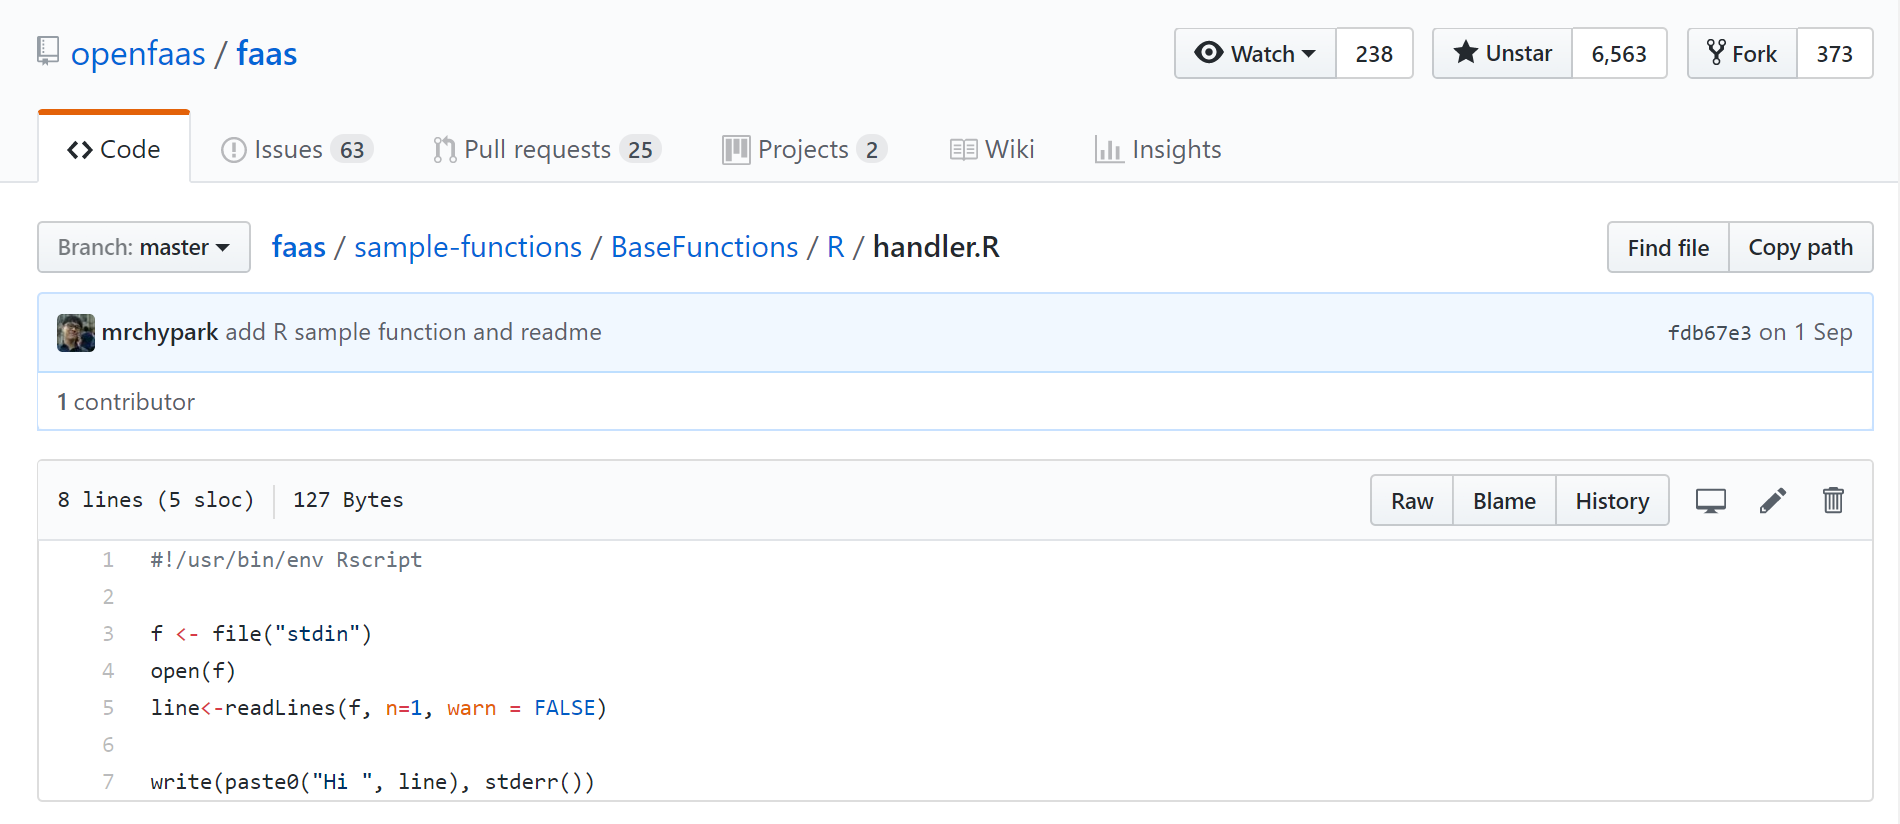 openfaas / faas
Watch 238 Unstar 6,563 Fork 373
Code Issues 63 Pull requests 25 Projects 2 Wiki Insights
Branch: master faas / sample-functions / BaseFunctions / R / handler.R Find file Copy path
mrchypark add R sample function and readme fdb67e3 on 1 Sep
1 contributor
8 lines (5 sloc) 127 Bytes Raw Blame History
1 #!/usr/bin/env Rscript
2
3 f <- file("stdin")
4 open(f)
5 line<-readLines(f, n=1, warn = FALSE)
6
7 write(paste0("Hi ", line), stderr())